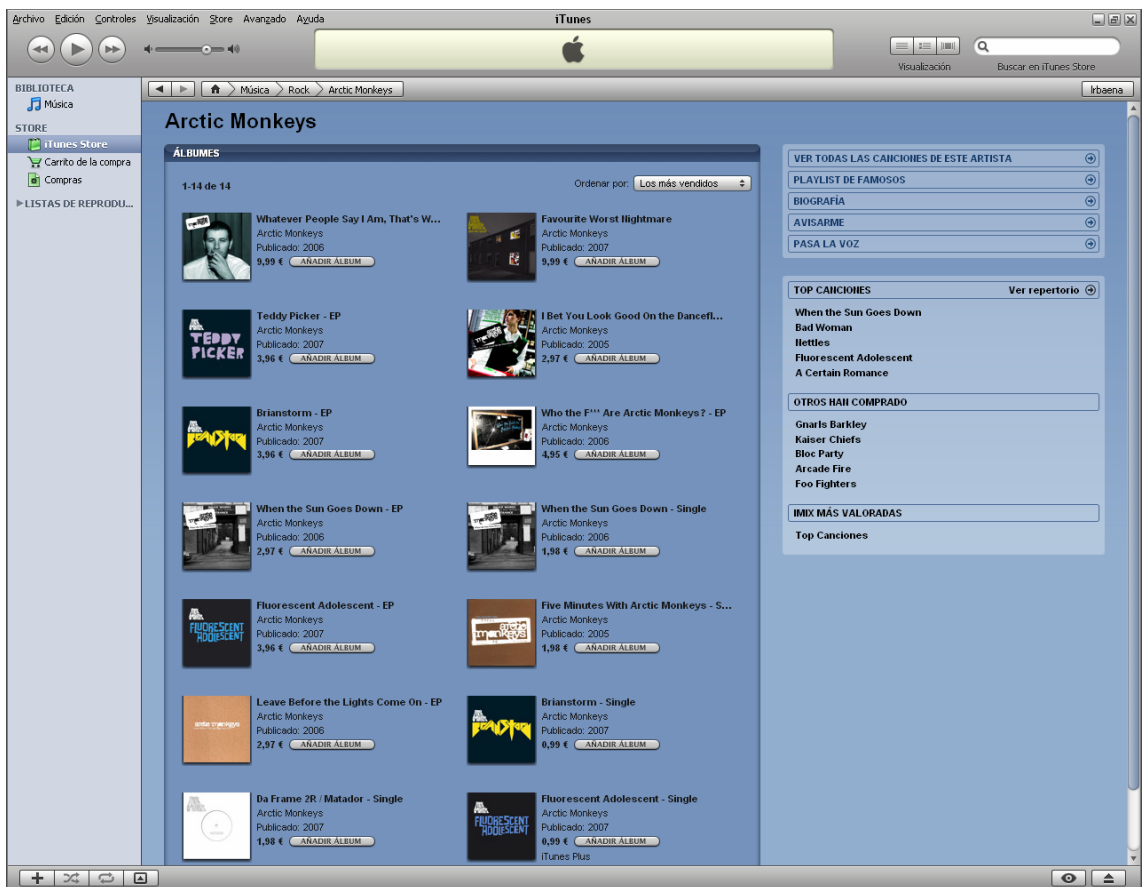 Archivo Edición Controles Visualización Store Avanzado Ayuda
iTunes
Visualización
Buscar en iTunes Store
BIBLIOTECA
Música
STORE
iTunes Store
Carrito de la compra
Compras
LISTAS DE REPRODU...
Música Rock Arctic Monkeys
lrbaena
Arctic Monkeys
ÁLBUMES
1-14 de 14
Ordenar por: Los más vendidos
Whatever People Say I Am, That's W...
Arctic Monkeys
Publicado: 2006
9,99 € AÑADIR ÁLBUM
Favourite Worst Nightmare
Arctic Monkeys
Publicado: 2007
9,99 € AÑADIR ÁLBUM
TEDDY
PICKER
Teddy Picker - EP
Arctic Monkeys
Publicado: 2007
3,96 € AÑADIR ÁLBUM
I Bet You Look Good On the Dancefl...
Arctic Monkeys
Publicado: 2005
2,97 € AÑADIR ÁLBUM
BRIANSTORM
Brianstorm - EP
Arctic Monkeys
Publicado: 2007
3,96 € AÑADIR ÁLBUM
Who the F*** Are Arctic Monkeys? - EP
Arctic Monkeys
Publicado: 2006
4,95 € AÑADIR ÁLBUM
When the Sun Goes Down - EP
Arctic Monkeys
Publicado: 2006
2,97 € AÑADIR ÁLBUM
When the Sun Goes Down - Single
Arctic Monkeys
Publicado: 2006
1,98 € AÑADIR ÁLBUM
FLUORESCENT
ADOLESCENT
Fluorescent Adolescent - EP
Arctic Monkeys
Publicado: 2007
3,96 € AÑADIR ÁLBUM
arctic
monkeys
Five Minutes With Arctic Monkeys - S...
Arctic Monkeys
Publicado: 2005
1,98 € AÑADIR ÁLBUM
arctic monkeys
Leave Before the Lights Come On - EP
Arctic Monkeys
Publicado: 2006
2,97 € AÑADIR ÁLBUM
BRIANSTORM
Brianstorm - Single
Arctic Monkeys
Publicado: 2007
0,99 € AÑADIR ÁLBUM
Da Frame 2R / Matador - Single
Arctic Monkeys
Publicado: 2007
1,98 € AÑADIR ÁLBUM
FLUORESCENT
ADOLESCENT
Fluorescent Adolescent - Single
Arctic Monkeys
Publicado: 2007
0,99 € AÑADIR ÁLBUM
iTunes Plus
VER TODAS LAS CANCIONES DE ESTE ARTISTA
PLAYLIST DE FAMOSOS
BIOGRAFÍA
AVISARME
PASA LA VOZ
TOP CANCIONES Ver repertorio
When the Sun Goes Down
Bad Woman
Nettles
Fluorescent Adolescent
A Certain Romance
OTROS HAN COMPRADO
Gnarls Barkley
Kaiser Chiefs
Bloc Party
Arcade Fire
Foo Fighters
IMIX MÁS VALORADAS
Top Canciones